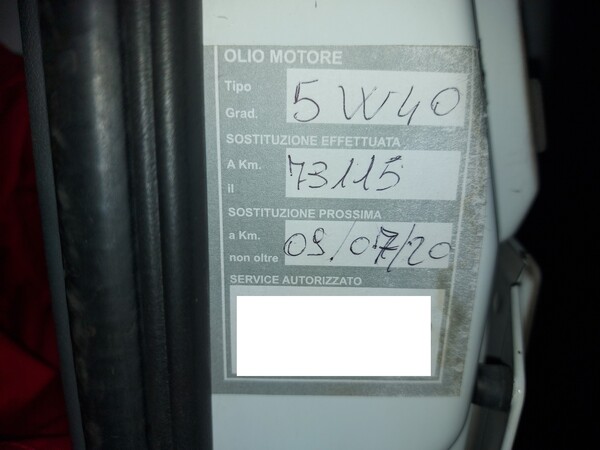 OLIO MOTORE
Tipo
Grad. 5W40
SOSTITUZIONE EFFETTUATA
A Km. 73115
il
SOSTITUZIONE PROSSIMA
a Km. 09/07/20
non oltre
SERVICE AUTORIZZATO